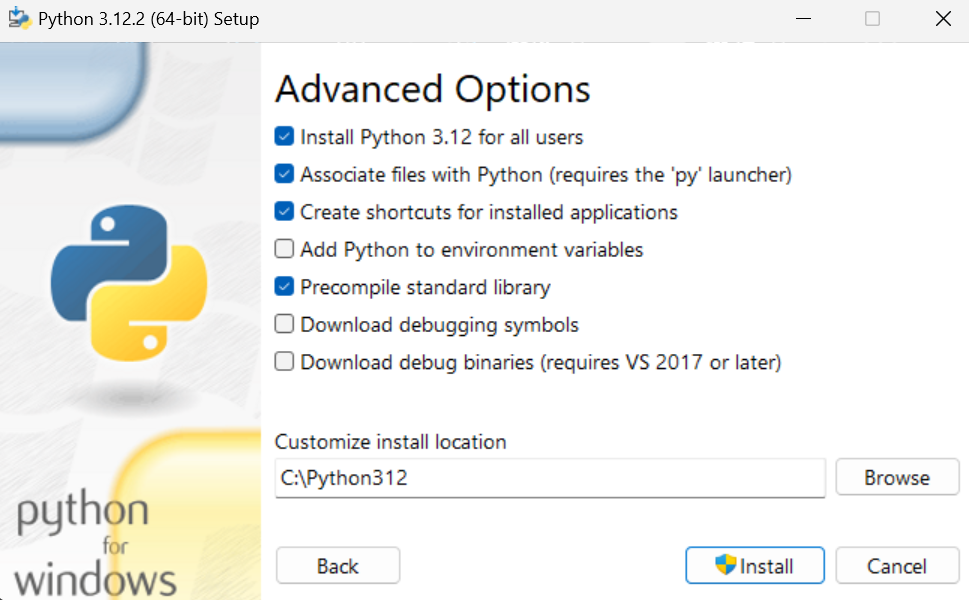 Python 3.12.2 (64-bit) Setup
Advanced Options
Install Python 3.12 for all users
Associate files with Python (requires the 'py' launcher)
Create shortcuts for installed applications
Add Python to environment variables
Precompile standard library
Download debugging symbols
Download debug binaries (requires VS 2017 or later)
Customize install location
C:\Python312
Browse
python
for
windows
Back
Install
Cancel